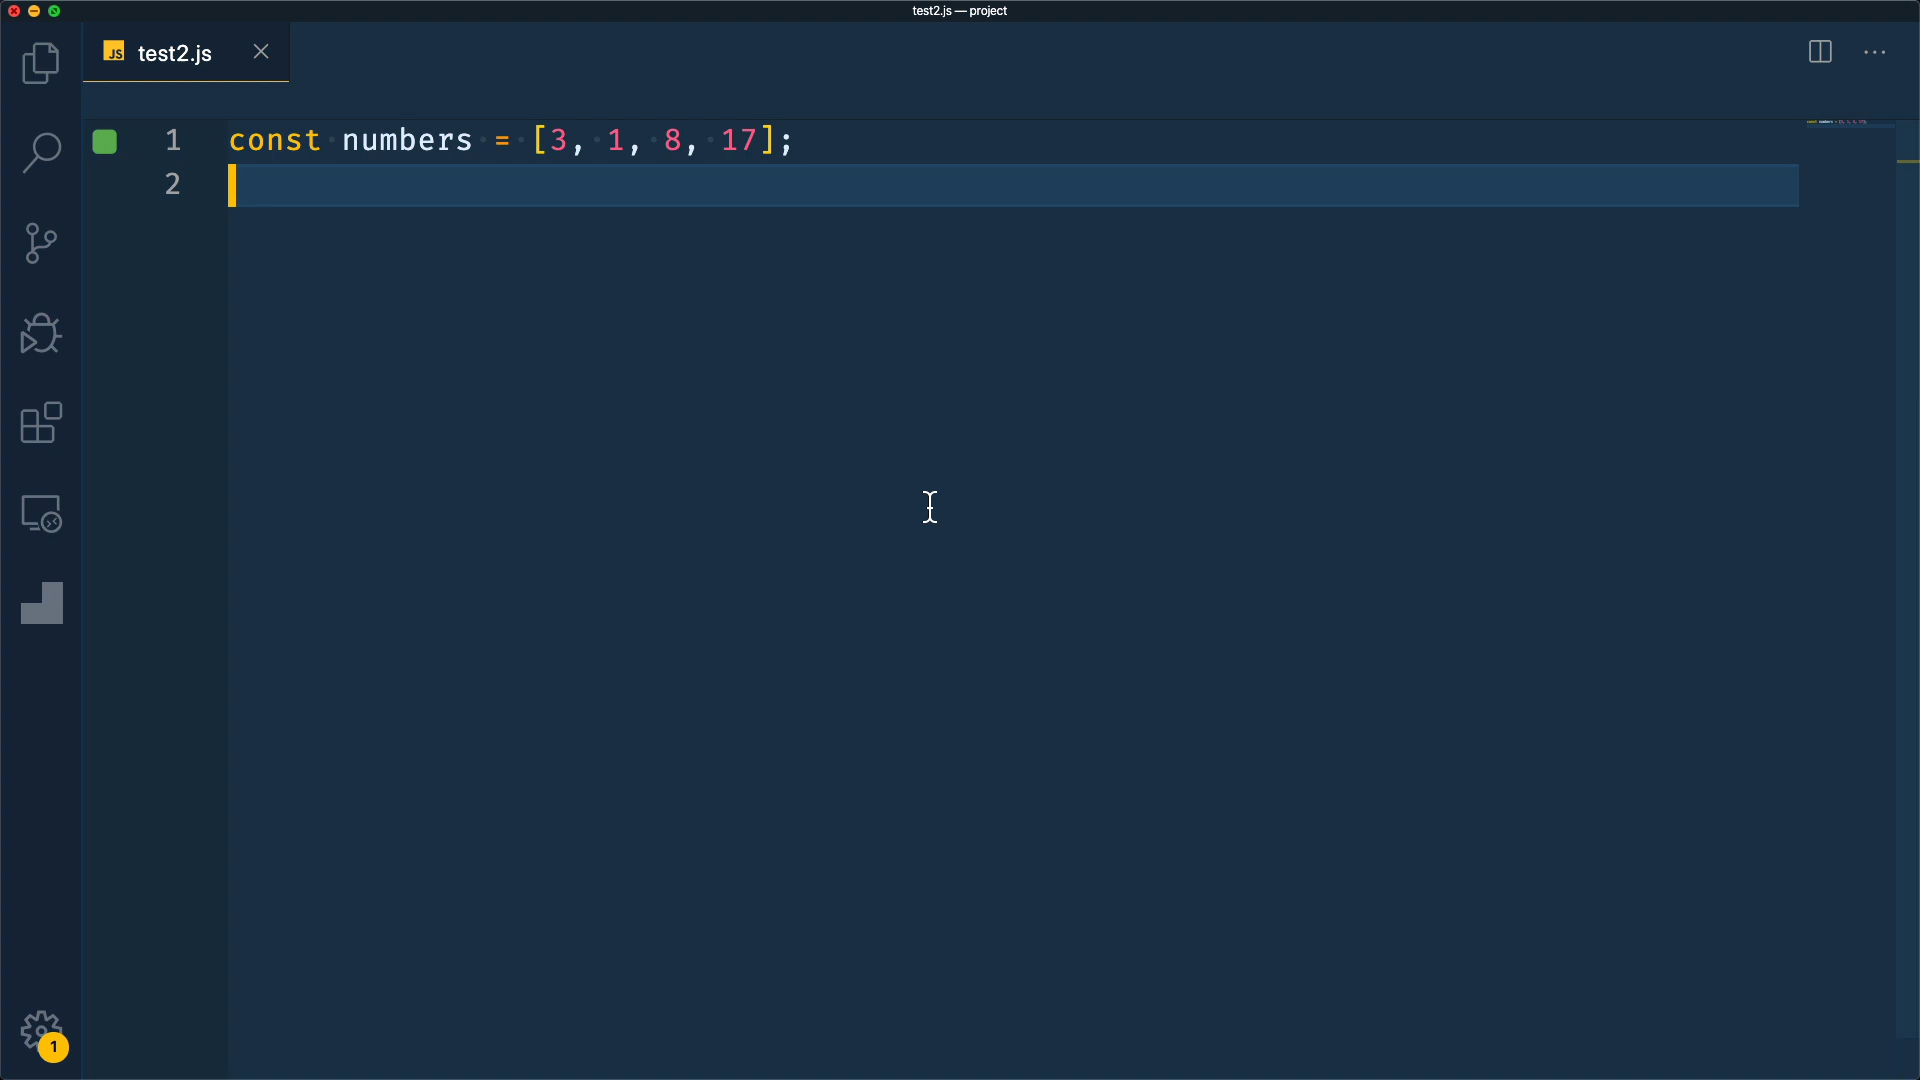 test2.js — project
JS test2.js
1 const numbers = [3, 1, 8, 17];
2
1